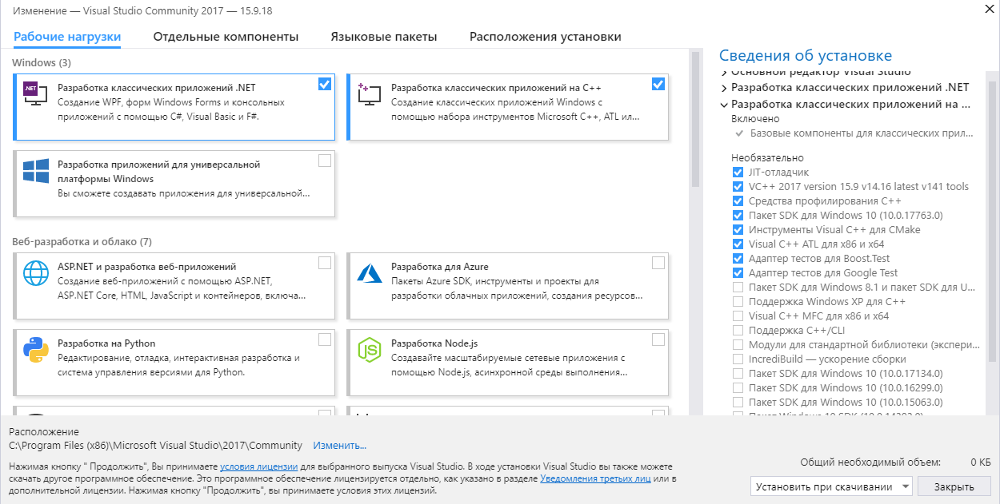 Изменение — Visual Studio Community 2017 — 15.9.18
Рабочие нагрузки
Отдельные компоненты
Языковые пакеты
Расположения установки
Windows (3)
.NET
Разработка классических приложений .NET
Создание WPF, форм Windows Forms и консольных
приложений с помощью C#, Visual Basic и F#.
Разработка классических приложений на C++
Создание классических приложений Windows с
помощью набора инструментов Microsoft C++, ATL ил...
Разработка приложений для универсальной
платформы Windows
Вы сможете создавать приложения для универсальной...
Веб-разработка и облако (7)
ASP.NET и разработка веб-приложений
Создание веб-приложений с помощью ASP.NET,
ASP.NET Core, HTML, JavaScript и контейнеров, включа...
Разработка для Azure
Пакеты Azure SDK, инструменты и проекты для
разработки облачных приложений, создания ресурсов...
Разработка на Python
Редактирование, отладка, интерактивная разработка и
система управления версиями для Python.
JS
Разработка Node.js
Создавайте масштабируемые сетевые приложения с
помощью Node.js, асинхронной среды выполнения...
Сведения об установке
Основной редактор Visual Studio
Разработка классических приложений .NET
Разработка классических приложений на ...
Включено
Базовые компоненты для классических прил...
Необязательно
JIT-отладчик
VC++ 2017 version 15.9 v14.16 latest v141 tools
Средства профилирования C++
Пакет SDK для Windows 10 (10.0.17763.0)
Инструменты Visual C++ для CMake
Visual C++ ATL для x86 и x64
Адаптер тестов для Boost.Test
Адаптер тестов для Google Test
Пакет SDK для Windows 8.1 и пакет SDK для U...
Поддержка Windows XP для C++
Visual C++ MFC для x86 и x64
Поддержка C++/CLI
Модули для стандартной библиотеки (экспери...
IncrediBuild — ускорение сборки
Пакет SDK для Windows 10 (10.0.17134.0)
Пакет SDK для Windows 10 (10.0.16299.0)
Пакет SDK для Windows 10 (10.0.15063.0)
Расположение
C:\Program Files (x86)\Microsoft Visual Studio\2017\Community Изменить...
Нажимая кнопку " Продолжить", Вы принимаете условия лицензии для выбранного выпуска Visual Studio. В ходе установки Visual Studio вы также можете
скачать другое программное обеспечение. Это программное обеспечение лицензируется отдельно, как указано в разделе Уведомления третьих лиц или в
дополнительной лицензии. Нажимая кнопку "Продолжить", вы принимаете условия этих лицензий.
Общий необходимый объем: 0 КБ
Установить при скачивании
Закрыть